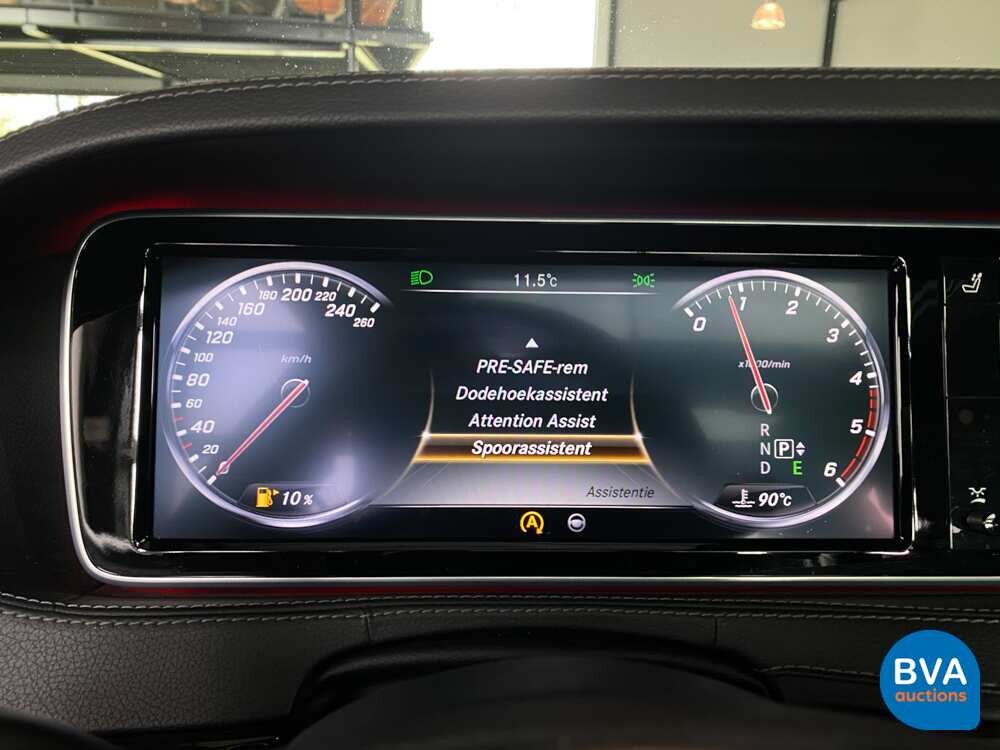 11.5°C
180 200 220
160 240
140 260
120
100 km/h
80
60
40
20
10 %
PRE-SAFE-rem
Dodehoekassistent
Attention Assist
Spoorassistent
Assistentie
A
0 1 2 3 4 5 6
x1000/min
R
N P
D E
90°C
BVA
auctions